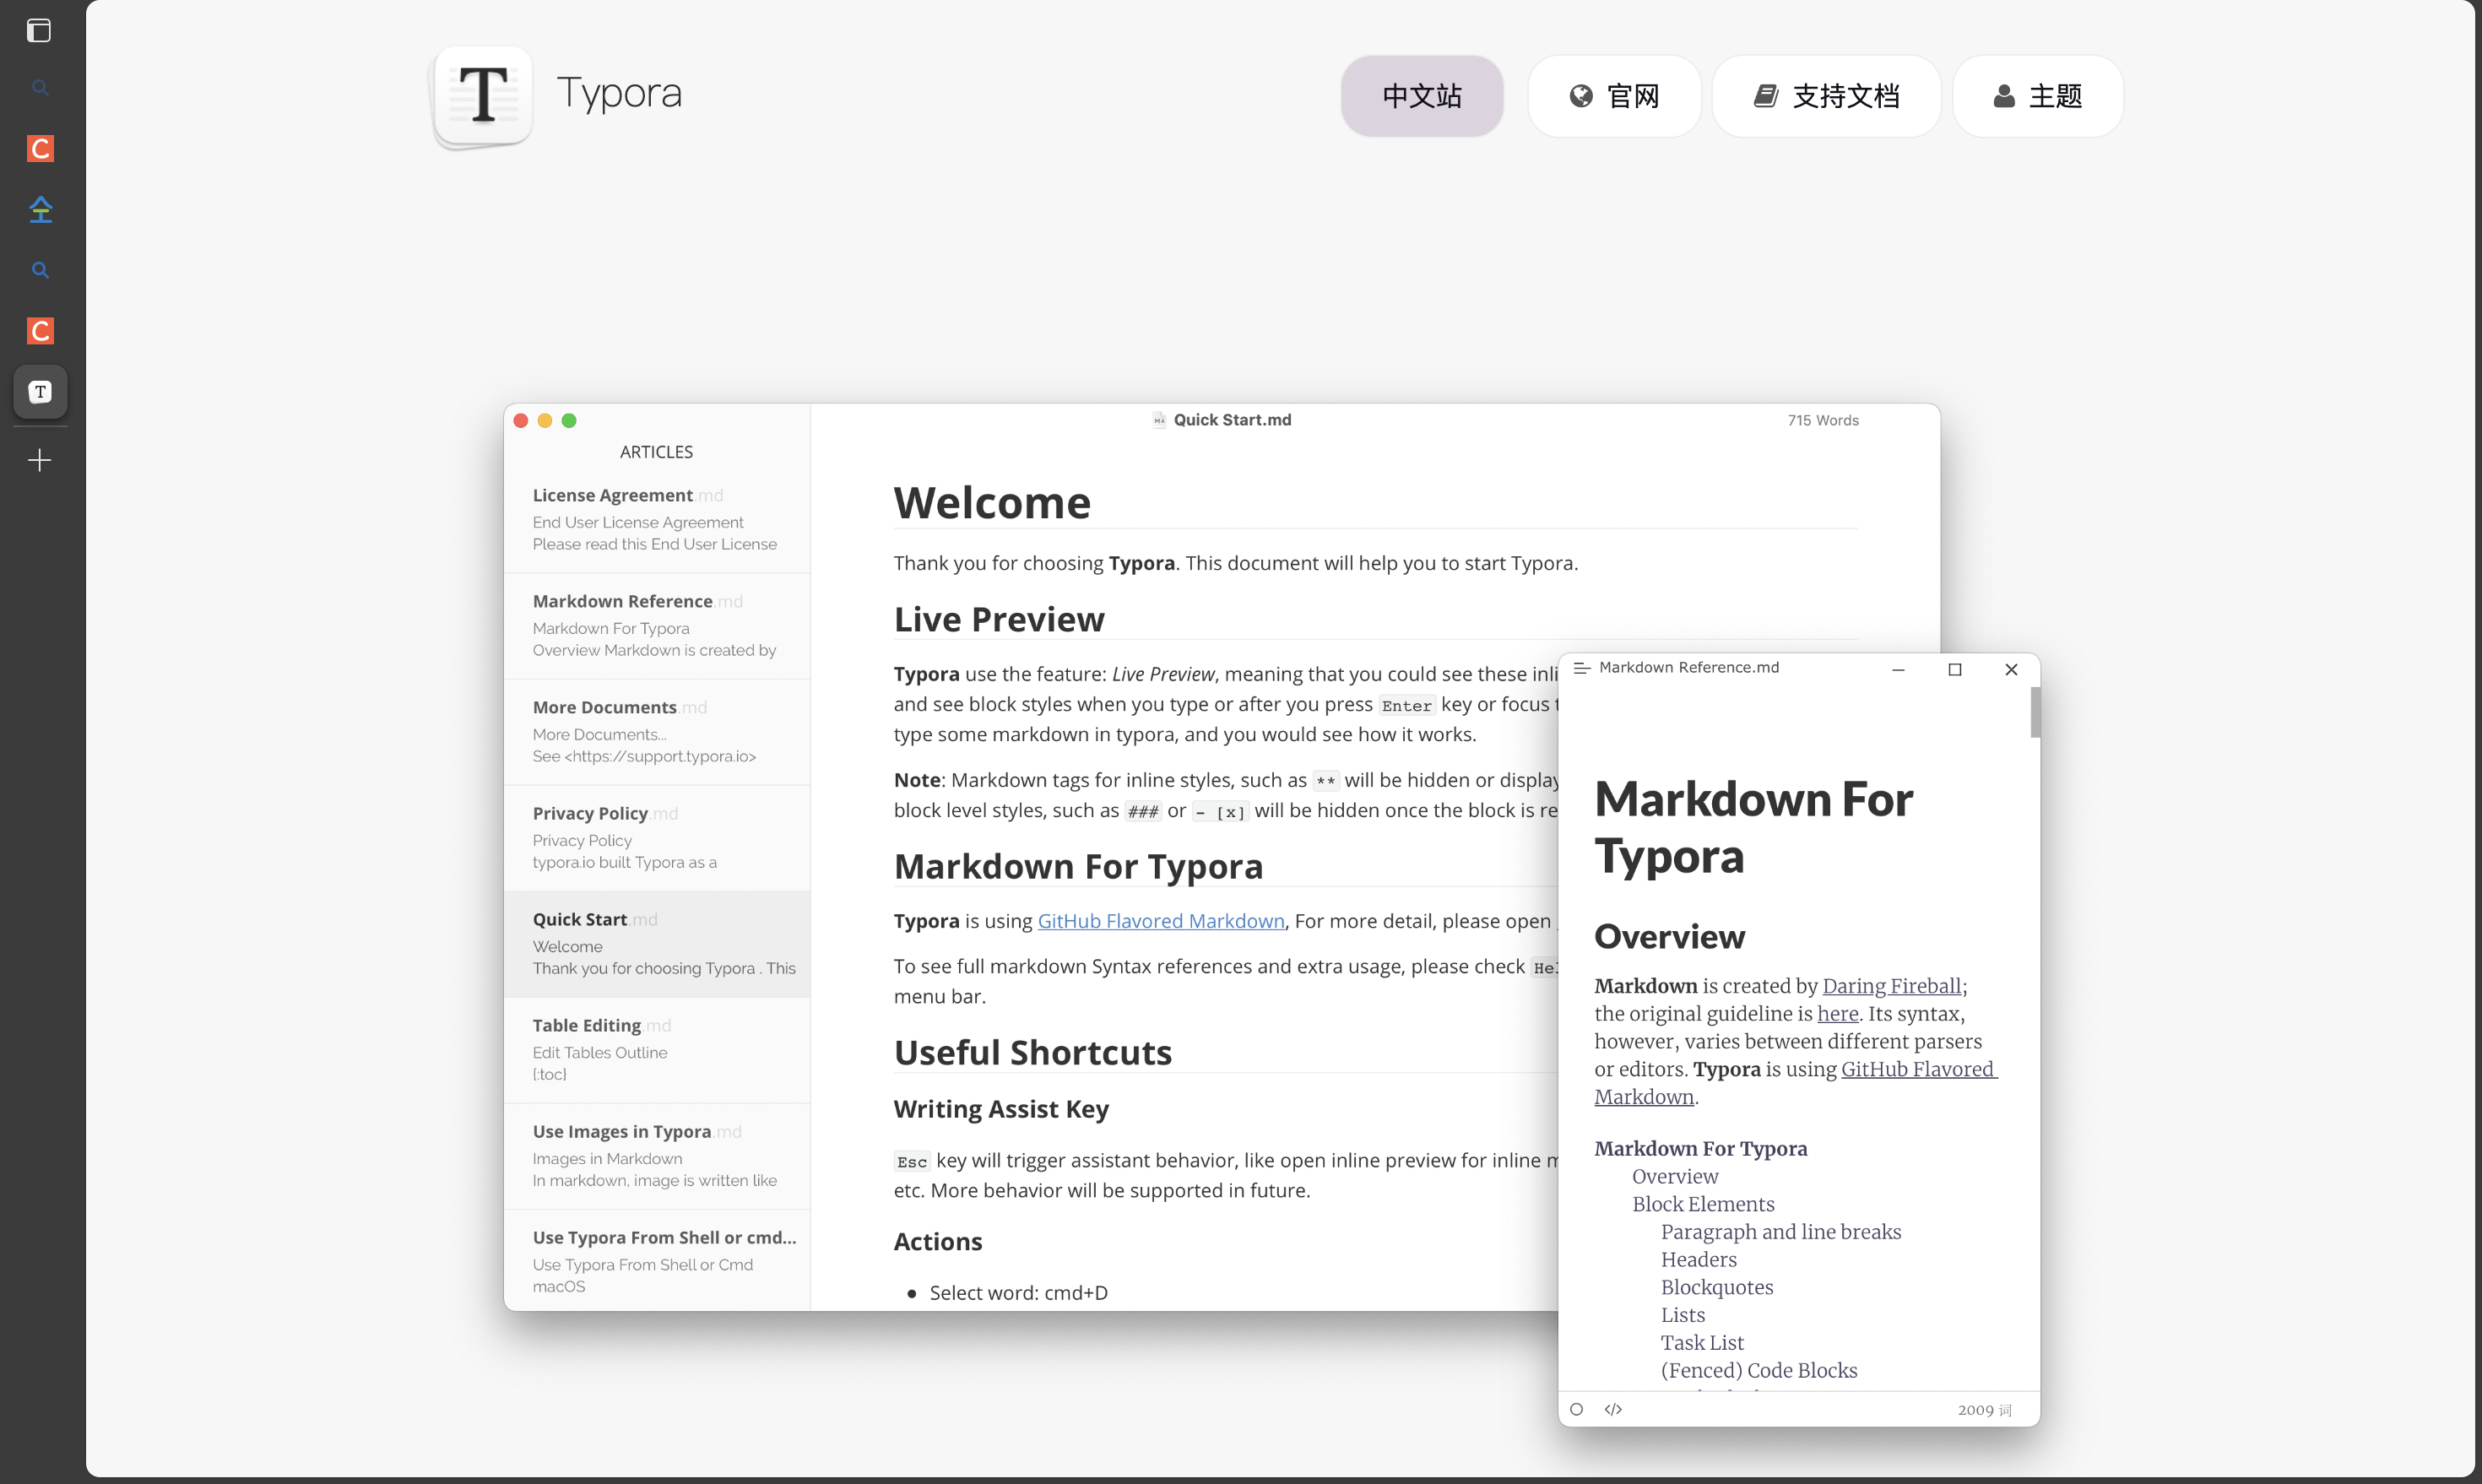 Typora
中文站
官网
支持文档
主题
Quick Start.md
715 Words
ARTICLES
License Agreement.md
End User License Agreement
Please read this End User License
Markdown Reference.md
Markdown For Typora
Overview Markdown is created by
More Documents.md
More Documents...
See <https://support.typora.io>
Privacy Policy.md
Privacy Policy
typora.io built Typora as a
Quick Start.md
Welcome
Thank you for choosing Typora . This
Table Editing.md
Edit Tables Outline
{:toc}
Use Images in Typora.md
Images in Markdown
In markdown, image is written like
Use Typora From Shell or cmd...
Use Typora From Shell or Cmd
macOS
Welcome
Thank you for choosing Typora. This document will help you to start Typora.
Live Preview
Typora use the feature: Live Preview, meaning that you could see these inli
and see block styles when you type or after you press Enter key or focus t
type some markdown in typora, and you would see how it works.
Note: Markdown tags for inline styles, such as ** will be hidden or display
block level styles, such as ### or - [x] will be hidden once the block is re
Markdown For Typora
Typora is using GitHub Flavored Markdown, For more detail, please open
To see full markdown Syntax references and extra usage, please check Hel
menu bar.
Useful Shortcuts
Writing Assist Key
Esc key will trigger assistant behavior, like open inline preview for inline m
etc. More behavior will be supported in future.
Actions
• Select word: cmd+D
Markdown Reference.md
Markdown For
Typora
Overview
Markdown is created by Daring Fireball;
the original guideline is here. Its syntax,
however, varies between different parsers
or editors. Typora is using GitHub Flavored
Markdown.
Markdown For Typora
Overview
Block Elements
Paragraph and line breaks
Headers
Blockquotes
Lists
Task List
(Fenced) Code Blocks
</>
2009 词